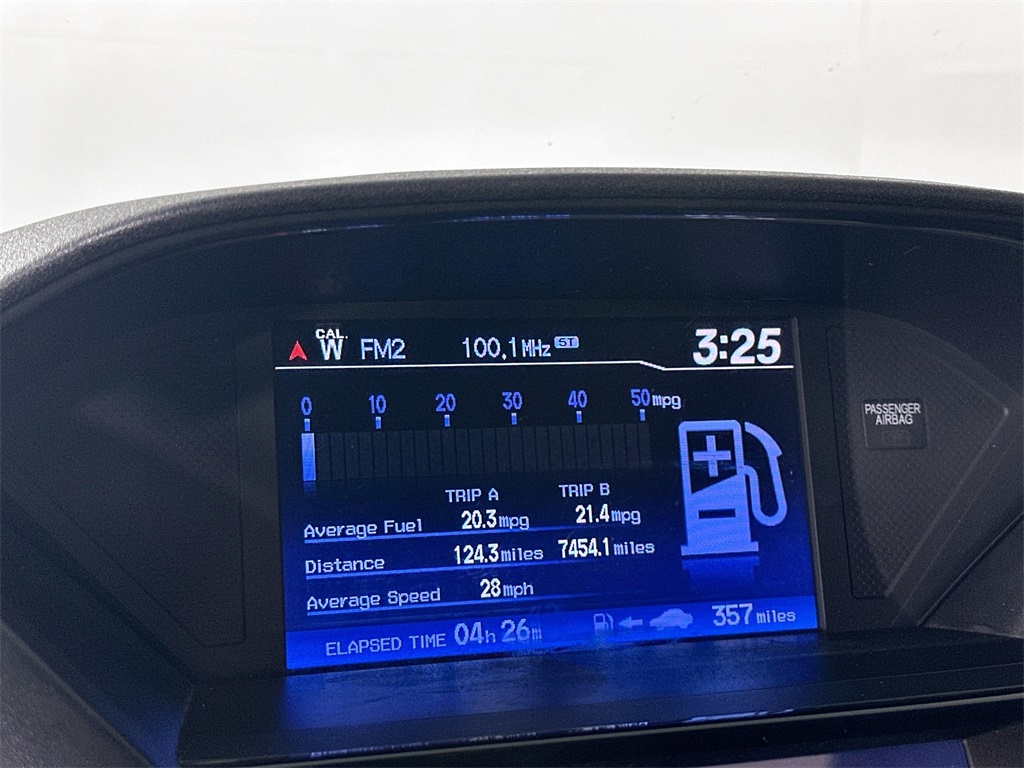 CAL.
W FM2 100.1MHz ST 3:25
0 10 20 30 40 50mpg
PASSENGER
AIRBAG
TRIP A TRIP B
Average Fuel 20.3mpg 21.4mpg
Distance 124.3miles 7454.1miles
Average Speed 28mph
ELAPSED TIME 04h 26m 357miles